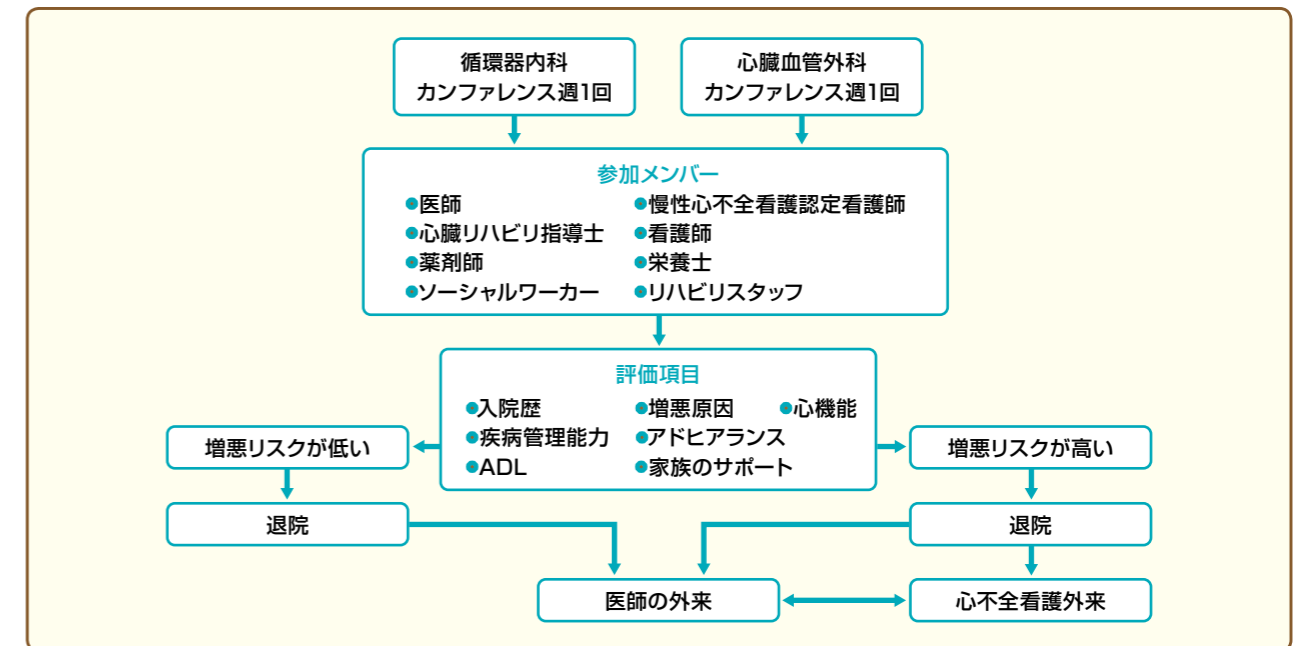 循環器内科
カンファレンス週1回
心臓血管外科
カンファレンス週1回
参加メンバー
●医師
●慢性心不全看護認定看護師
●心臓リハビリ指導士
●看護師
●薬剤師
●栄養士
●ソーシャルワーカー
●リハビリスタッフ
評価項目
●入院歴
●増悪原因
●心機能
●疾病管理能力
●アドヒアランス
●ADL
●家族のサポート
増悪リスクが低い
増悪リスクが高い
退院
退院
医師の外来
心不全看護外来